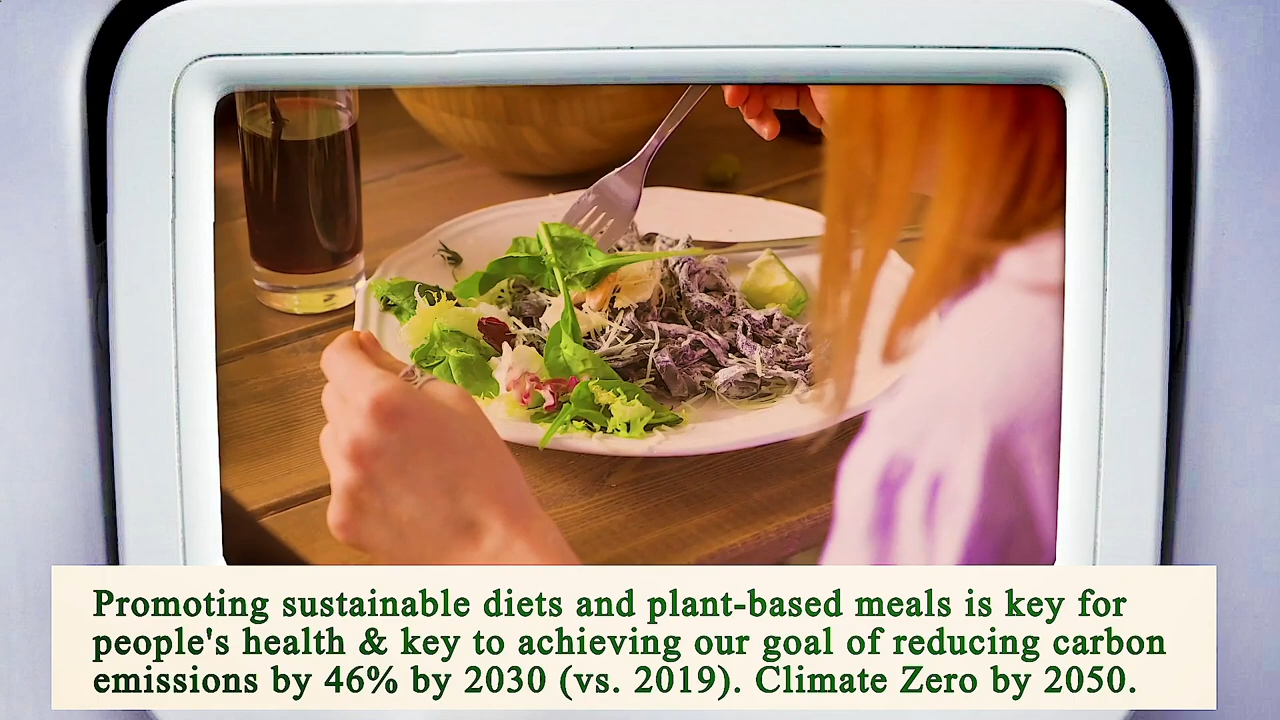 Promoting sustainable diets and plant-based meals is key for
people's health & key to achieving our goal of reducing carbon
emissions by 46% by 2030 (vs. 2019). Climate Zero by 2050.